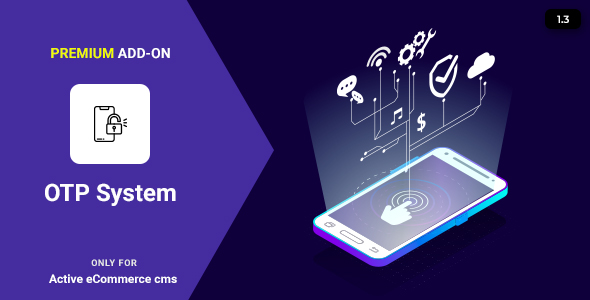 1.3
PREMIUM ADD-ON
OTP System
ONLY FOR
Active eCommerce cms